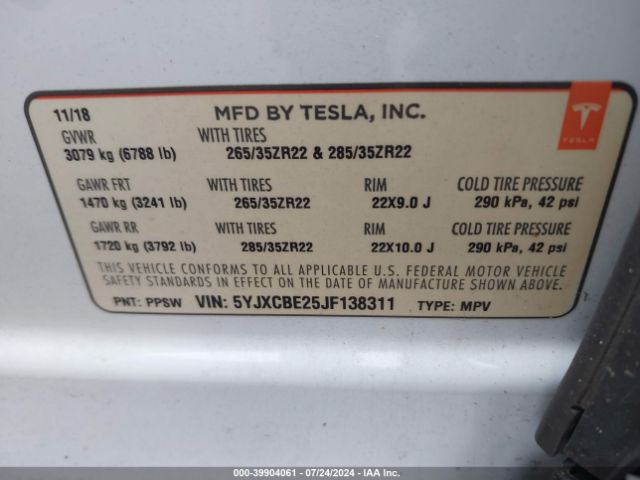 11/18 MFD BY TESLA, INC.
TESLA
GVWR WITH TIRES
3079 kg (6788 lb) 265/35ZR22 & 285/35ZR22
GAWR FRT WITH TIRES RIM COLD TIRE PRESSURE
1470 kg (3241 lb) 265/35ZR22 22X9.0 J 290 kPa, 42 psi
GAWR RR WITH TIRES RIM COLD TIRE PRESSURE
1720 kg (3792 lb) 285/35ZR22 22X10.0 J 290 kPa, 42 psi
THIS VEHICLE CONFORMS TO ALL APPLICABLE U.S. FEDERAL MOTOR VEHICLE
SAFETY STANDARDS IN EFFECT ON THE DATE OF MANUFACTURE SHOWN ABOVE.
PNT: PPSW VIN: 5YJXCBE25JF138311 TYPE: MPV
000-39904061 - 07/24/2024 - IAA Inc.